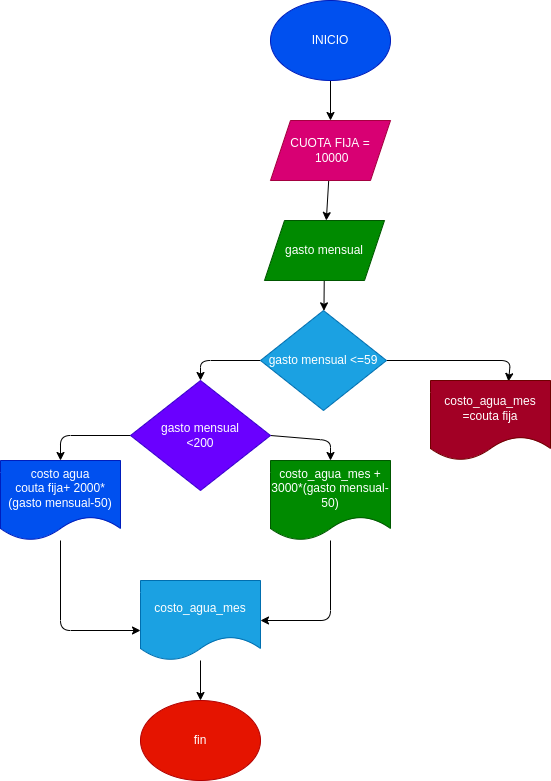 INICIO
CUOTA FIJA =
10000
gasto mensual
gasto mensual <=59
costo_agua_mes
=couta fija
gasto mensual
<200
costo agua
couta fija+ 2000*
(gasto mensual-50)
costo_agua_mes +
3000*(gasto mensual-
50)
costo_agua_mes
fin